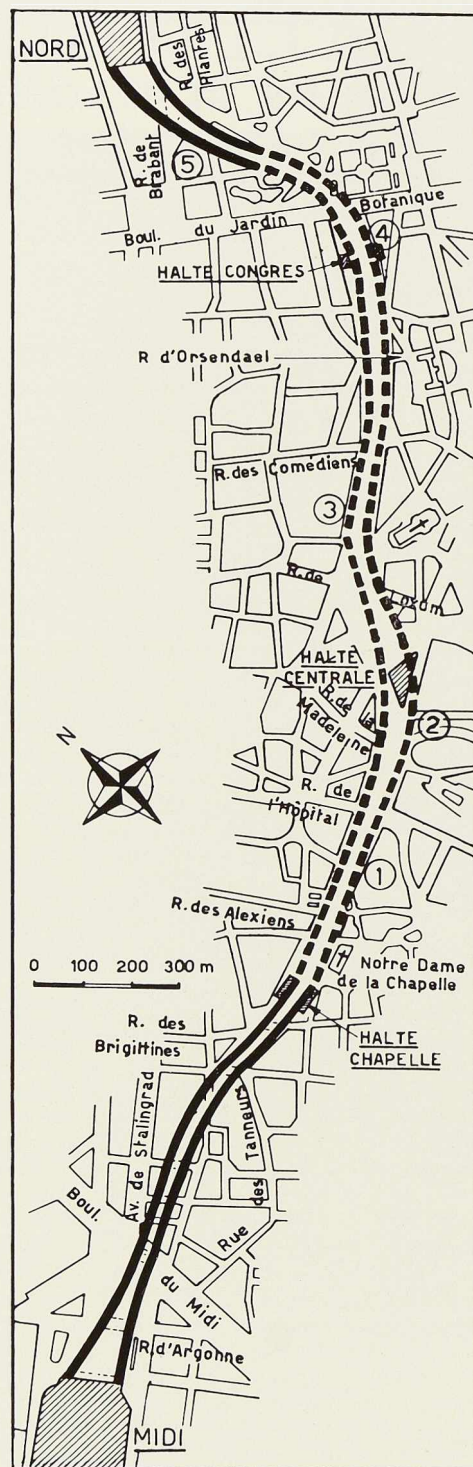 NORD
R. des
Plantes
R. de
Brabant
5
Boul. du Jardin Botanique
4
HALTE CONGRES
R d'Orsendael
R. des Comédiens
3
R. de Loxom
HALTE
CENTRALE
R. de la
Madeleine
2
N
R. de
l'Hôpital
1
R. des Alexiens
0 100 200 300 m
Notre Dame
de la Chapelle
R. des
Brigittines
HALTE
CHAPELLE
Av. de Stalingrad
Rue des Tanneurs
Boul. du Midi
R. d'Argonne
MIDI